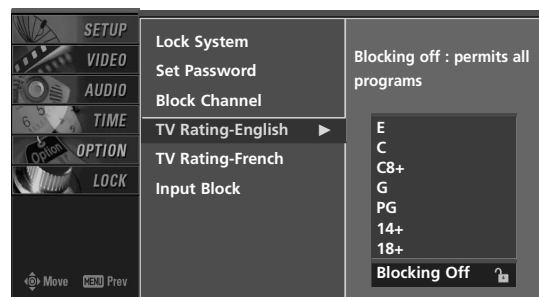 SETUP
VIDEO
AUDIO
TIME
OPTION
LOCK
Move MENU Prev
Lock System
Set Password
Block Channel
TV Rating-English ►
TV Rating-French
Input Block
Blocking off : permits all
programs
E
C
C8+
G
PG
14+
18+
Blocking Off